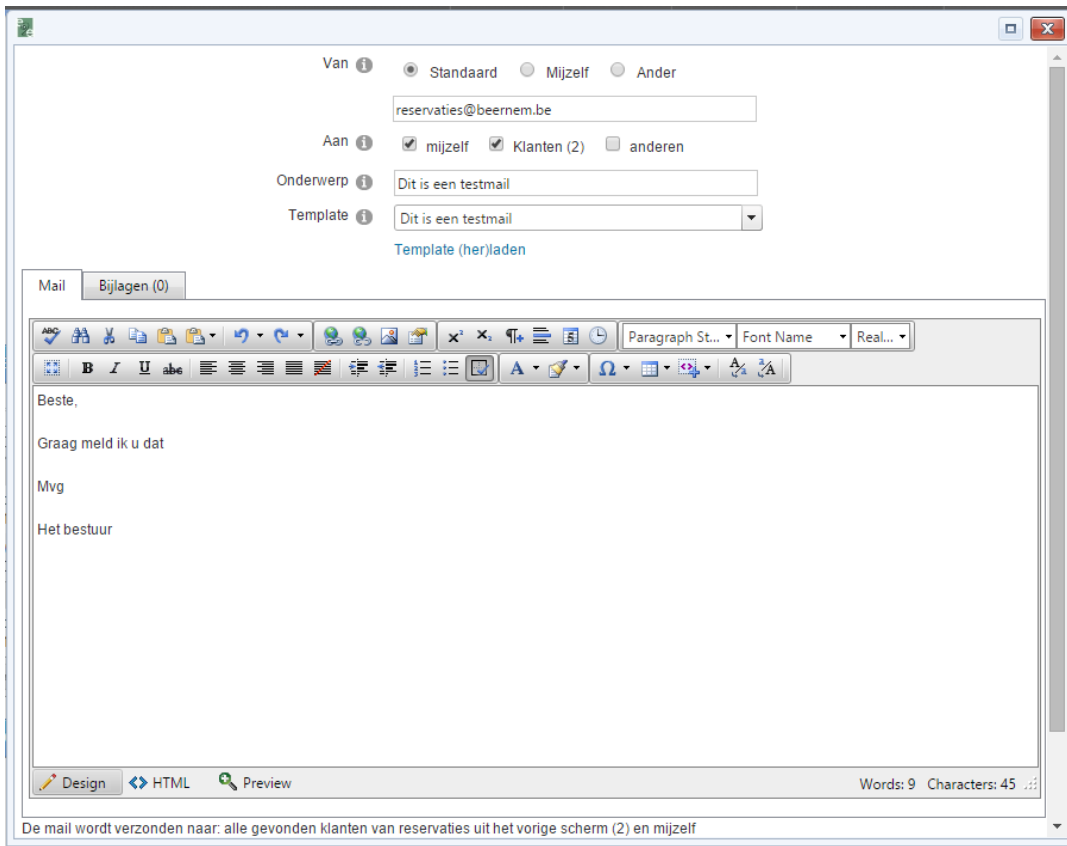 Van
Standaard Mijzelf Ander
reservaties@beernem.be
Aan
mijzelf Klanten (2) anderen
Onderwerp
Dit is een testmail
Template
Dit is een testmail
Template (her)laden
Mail Bijlagen (0)
Paragraph St... Font Name Real...
B I U abc A Ω
Beste,
Graag meld ik u dat
Mvg
Het bestuur
Design HTML Preview Words: 9 Characters: 45
De mail wordt verzonden naar: alle gevonden klanten van reservaties uit het vorige scherm (2) en mijzelf